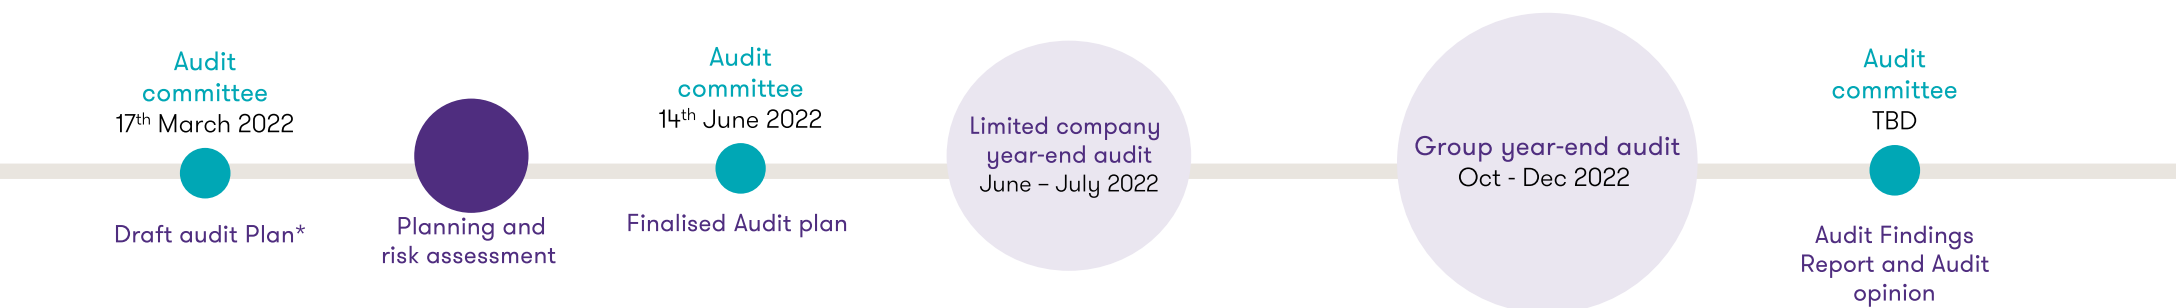 Audit
committee
17th March 2022
Draft audit Plan*
Planning and
risk assessment
Audit
committee
14th June 2022
Finalised Audit plan
Limited company
year-end audit
June – July 2022
Group year-end audit
Oct - Dec 2022
Audit
committee
TBD
Audit Findings
Report and Audit
opinion